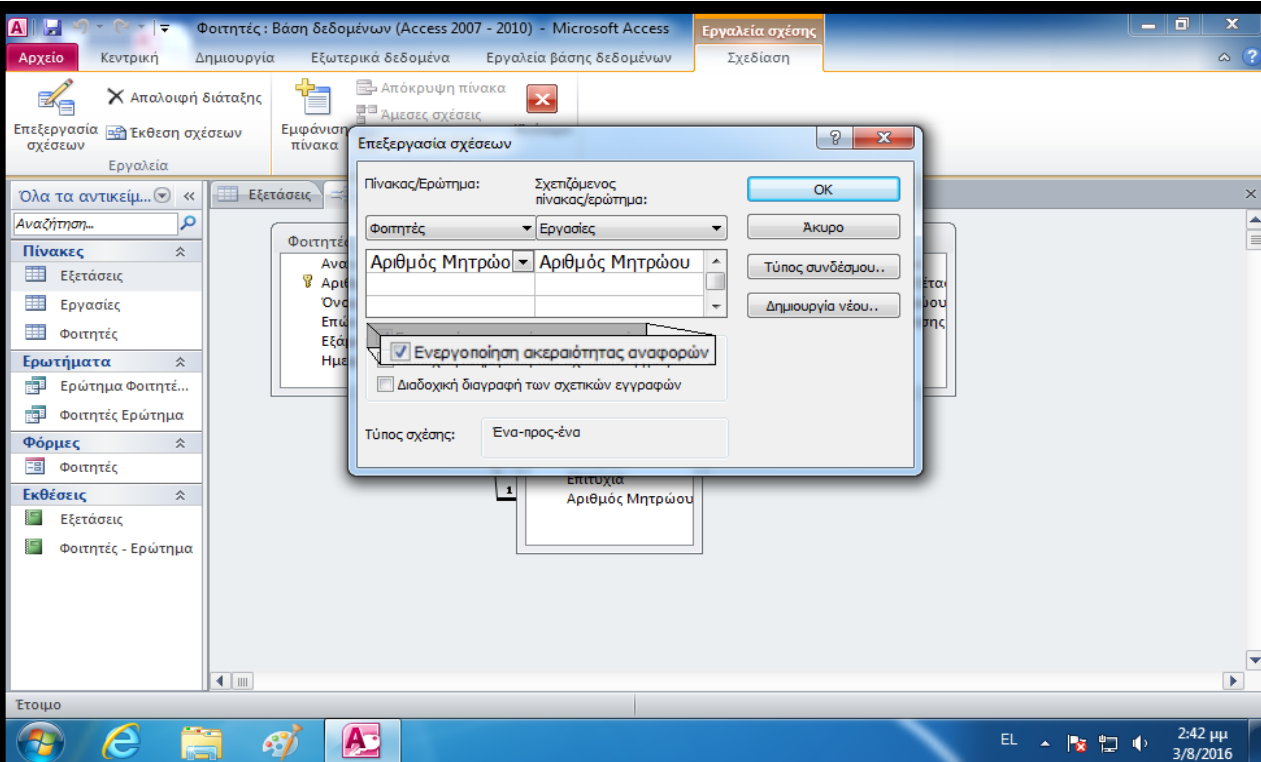 Φοιτητές : Βάση δεδομένων (Access 2007 - 2010) - Microsoft Access
Εργαλεία σχέσης
Αρχείο Κεντρική Δημιουργία Εξωτερικά δεδομένα Εργαλεία βάσης δεδομένων Σχεδίαση
Επεξεργασία σχέσεων
Απαλοιφή διάταξης
Έκθεση σχέσεων
Εργαλεία
Εμφάνιση πίνακα
Απόκρυψη πίνακα
Άμεσες σχέσεις
Όλα τα αντικείμ...
Αναζήτηση...
Πίνακες
Εξετάσεις
Εργασίες
Φοιτητές
Ερωτήματα
Ερώτημα Φοιτητέ...
Φοιτητές Ερώτημα
Φόρμες
Φοιτητές
Εκθέσεις
Εξετάσεις
Φοιτητές - Ερώτημα
Εξετάσεις
Επεξεργασία σχέσεων
Πίνακας/Ερώτημα: Σχετιζόμενος πίνακας/ερώτημα:
Φοιτητές Εργασίες
Αριθμός Μητρώο Αριθμός Μητρώου
Ενεργοποίηση ακεραιότητας αναφορών
Διαδοχική διαγραφή των σχετικών εγγραφών
Τύπος σχέσης: Ένα-προς-ένα
OK
Άκυρο
Τύπος συνδέσμου..
Δημιουργία νέου..
1
Επιτυχία
Αριθμός Μητρώου
Έτοιμο
EL
2:42 μμ
3/8/2016